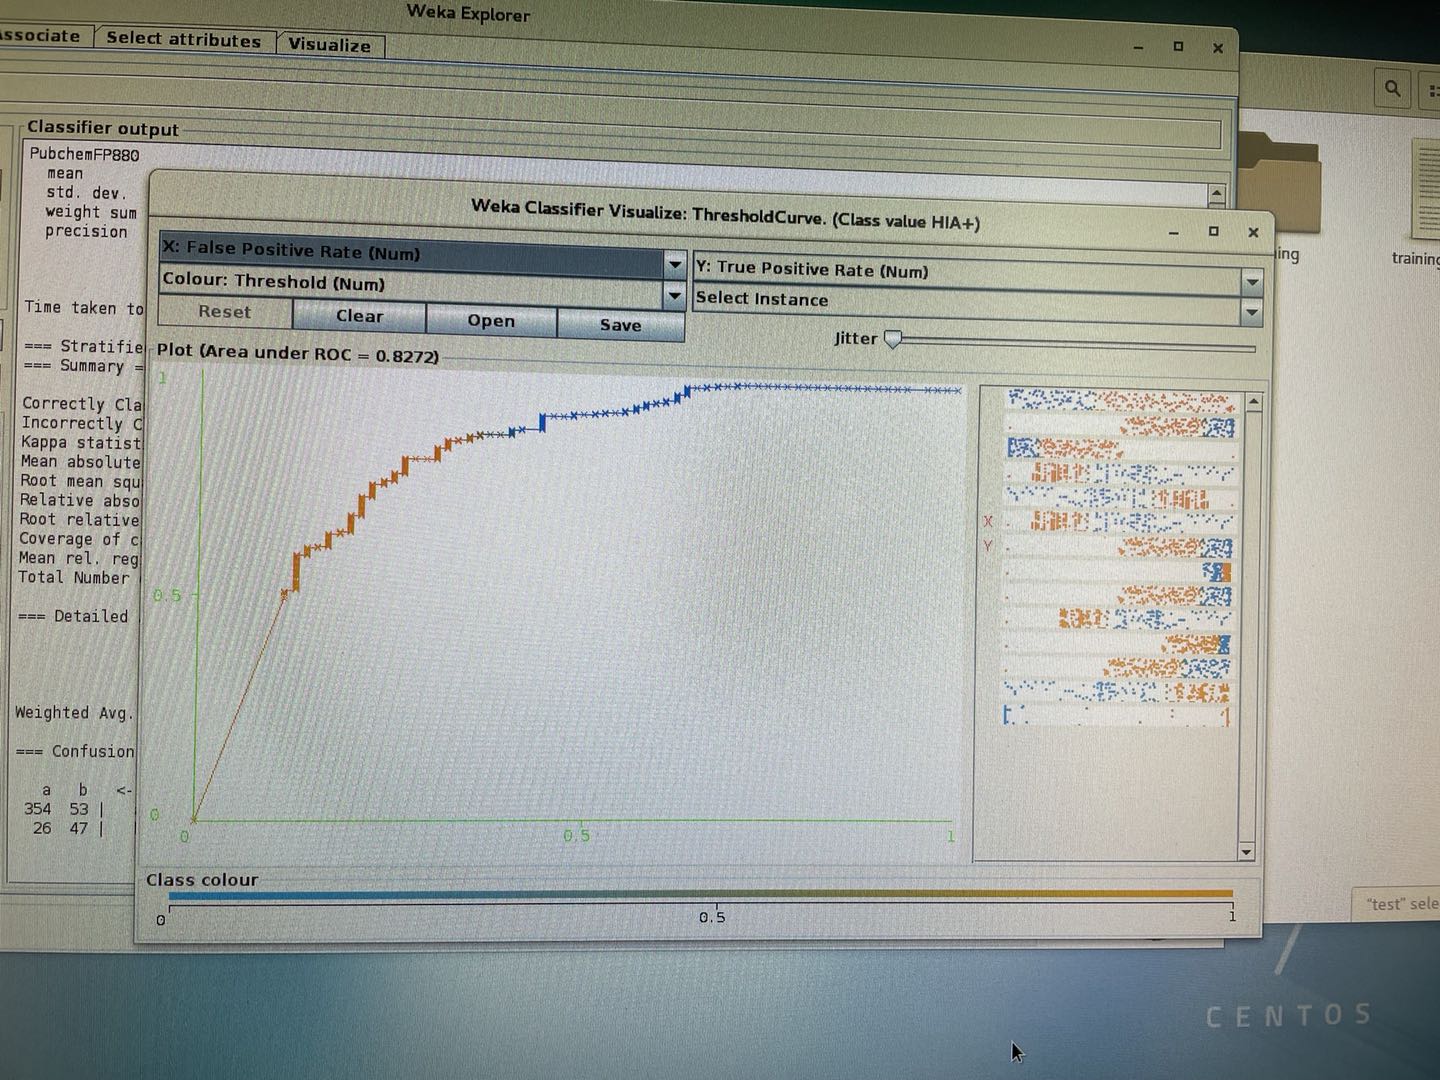 Weka Explorer
Associate
Select attributes
Visualize
Classifier output
PubchemFP880
mean
std. dev.
weight sum
precision
Time taken to
=== Stratifie
=== Summary =
Correctly Cla
Incorrectly C
Kappa statist
Mean absolute
Root mean squ
Relative abso
Root relative
Coverage of c
Mean rel. reg
Total Number
=== Detailed
Weighted Avg.
=== Confusion
a b <-
354 53 |
26 47 |
Weka Classifier Visualize: ThresholdCurve. (Class value HIA+)
X: False Positive Rate (Num)
Y: True Positive Rate (Num)
Colour: Threshold (Num)
Select Instance
Reset
Clear
Open
Save
Jitter
Plot (Area under ROC = 0.8272)
1
0.5
0
0
0.5
1
X
Y
Class colour
0
0.5
1
ing
training
"test" sele
7
CENTOS